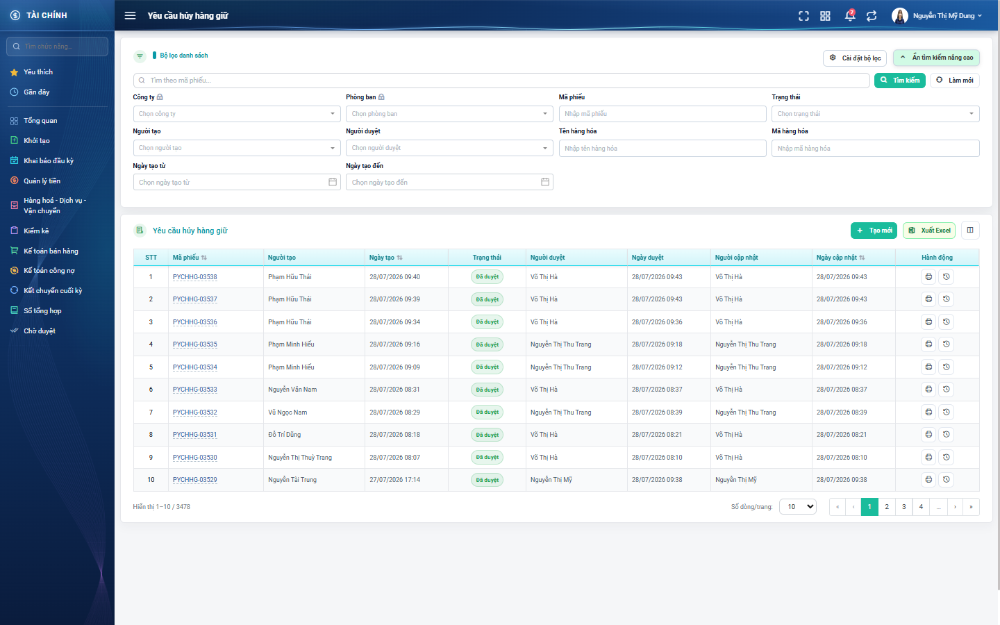 TÀI CHÍNH
Yêu cầu hủy hàng giữ
7
Nguyễn Thị Mỹ Dung
Tìm chức năng...
Yêu thích
Gần đây
Tổng quan
Khởi tạo
Khai báo đầu kỳ
Quản lý tiền
Hàng hoá - Dịch vụ -
Vận chuyển
Kiểm kê
Kế toán bán hàng
Kế toán công nợ
Kết chuyển cuối kỳ
Sổ tổng hợp
Chờ duyệt
Bộ lọc danh sách
Cài đặt bộ lọc
Ẩn tìm kiếm nâng cao
Tìm theo mã phiếu...
Tìm kiếm
Làm mới
Công ty
Phòng ban
Mã phiếu
Trạng thái
Chọn công ty
Chọn phòng ban
Nhập mã phiếu
Chọn trạng thái
Người tạo
Người duyệt
Tên hàng hóa
Mã hàng hóa
Chọn người tạo
Chọn người duyệt
Nhập tên hàng hóa
Nhập mã hàng hóa
Ngày tạo từ
Ngày tạo đến
Chọn ngày tạo từ
Chọn ngày tạo đến
Yêu cầu hủy hàng giữ
Tạo mới
Xuất Excel
STT Mã phiếu Người tạo Ngày tạo Trạng thái Người duyệt Ngày duyệt Người cập nhật Ngày cập nhật Hành động
1 PYCHHG-03538 Phạm Hữu Thái 28/07/2026 09:40 Đã duyệt Võ Thị Hà 28/07/2026 09:43 Võ Thị Hà 28/07/2026 09:43
2 PYCHHG-03537 Phạm Hữu Thái 28/07/2026 09:39 Đã duyệt Võ Thị Hà 28/07/2026 09:43 Võ Thị Hà 28/07/2026 09:43
3 PYCHHG-03536 Phạm Hữu Thái 28/07/2026 09:34 Đã duyệt Võ Thị Hà 28/07/2026 09:36 Võ Thị Hà 28/07/2026 09:36
4 PYCHHG-03535 Phạm Minh Hiếu 28/07/2026 09:16 Đã duyệt Nguyễn Thị Thu Trang 28/07/2026 09:18 Nguyễn Thị Thu Trang 28/07/2026 09:18
5 PYCHHG-03534 Phạm Minh Hiếu 28/07/2026 09:09 Đã duyệt Nguyễn Thị Thu Trang 28/07/2026 09:12 Nguyễn Thị Thu Trang 28/07/2026 09:12
6 PYCHHG-03533 Nguyễn Văn Nam 28/07/2026 08:31 Đã duyệt Võ Thị Hà 28/07/2026 08:37 Võ Thị Hà 28/07/2026 08:37
7 PYCHHG-03532 Vũ Ngọc Nam 28/07/2026 08:29 Đã duyệt Nguyễn Thị Thu Trang 28/07/2026 08:39 Nguyễn Thị Thu Trang 28/07/2026 08:39
8 PYCHHG-03531 Đỗ Trí Dũng 28/07/2026 08:18 Đã duyệt Võ Thị Hà 28/07/2026 08:21 Võ Thị Hà 28/07/2026 08:21
9 PYCHHG-03530 Nguyễn Thị Thuỳ Trang 28/07/2026 08:07 Đã duyệt Võ Thị Hà 28/07/2026 08:10 Võ Thị Hà 28/07/2026 08:10
10 PYCHHG-03529 Nguyễn Tài Trung 27/07/2026 17:14 Đã duyệt Nguyễn Thị Mỹ 28/07/2026 09:38 Nguyễn Thị Mỹ 28/07/2026 09:38
Hiển thị 1–10 / 3478
Số dòng/trang: 10 « ‹ 1 2 3 4 ... › »